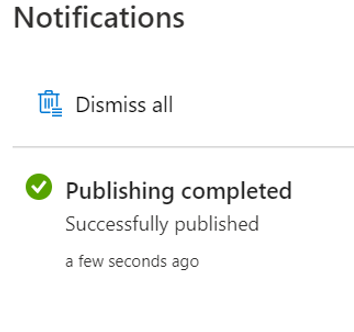 Notifications
Dismiss all
Publishing completed
Successfully published
a few seconds ago